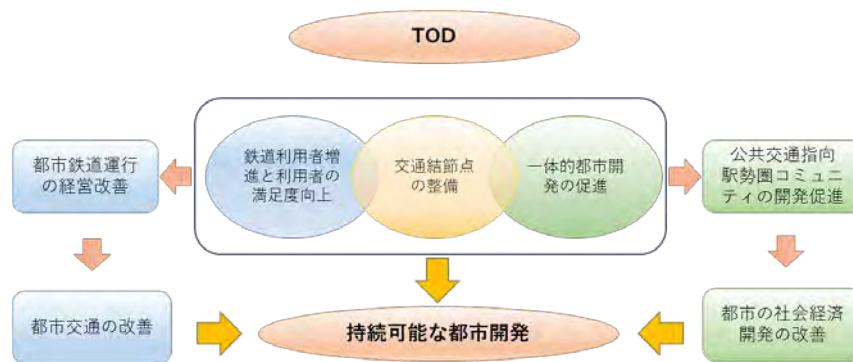 TOD
都市鉄道運行
の経営改善
鉄道利用者増
進と利用者の
満足度向上
交通結節点
の整備
一体的都市開
発の促進
公共交通指向
駅勢圏コミュニ
ティの開発促進
都市交通の改善
持続可能な都市開発
都市の社会経済
開発の改善